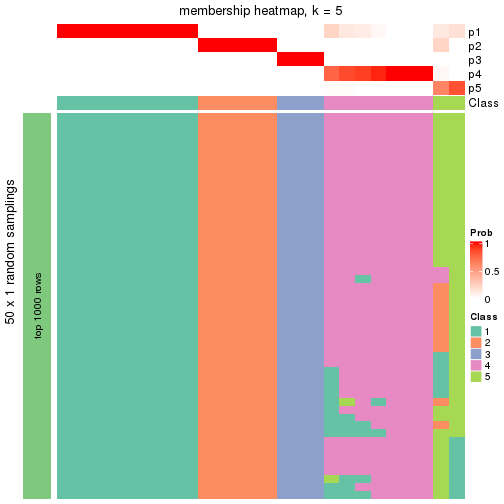 membership heatmap, k = 5
p1
p2
p3
p4
p5
Class
50 x 1 random samplings
top 1000 rows
Prob
1
0.5
0
Class
1
2
3
4
5